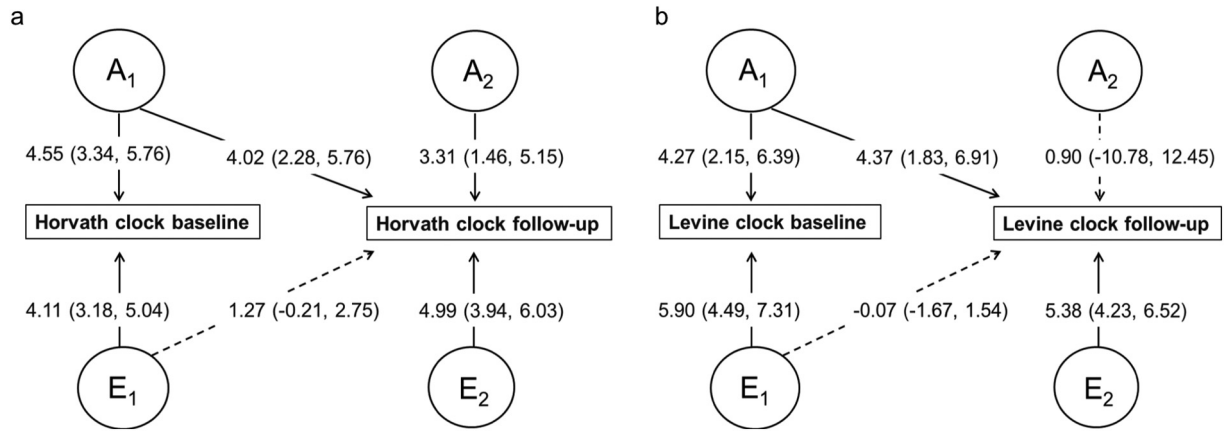 a
A1
A2
4.55 (3.34, 5.76)
4.02 (2.28, 5.76)
3.31 (1.46, 5.15)
Horvath clock baseline
Horvath clock follow-up
4.11 (3.18, 5.04)
1.27 (-0.21, 2.75)
4.99 (3.94, 6.03)
E1
E2
b
A1
A2
4.27 (2.15, 6.39)
4.37 (1.83, 6.91)
0.90 (-10.78, 12.45)
Levine clock baseline
Levine clock follow-up
5.90 (4.49, 7.31)
-0.07 (-1.67, 1.54)
5.38 (4.23, 6.52)
E1
E2